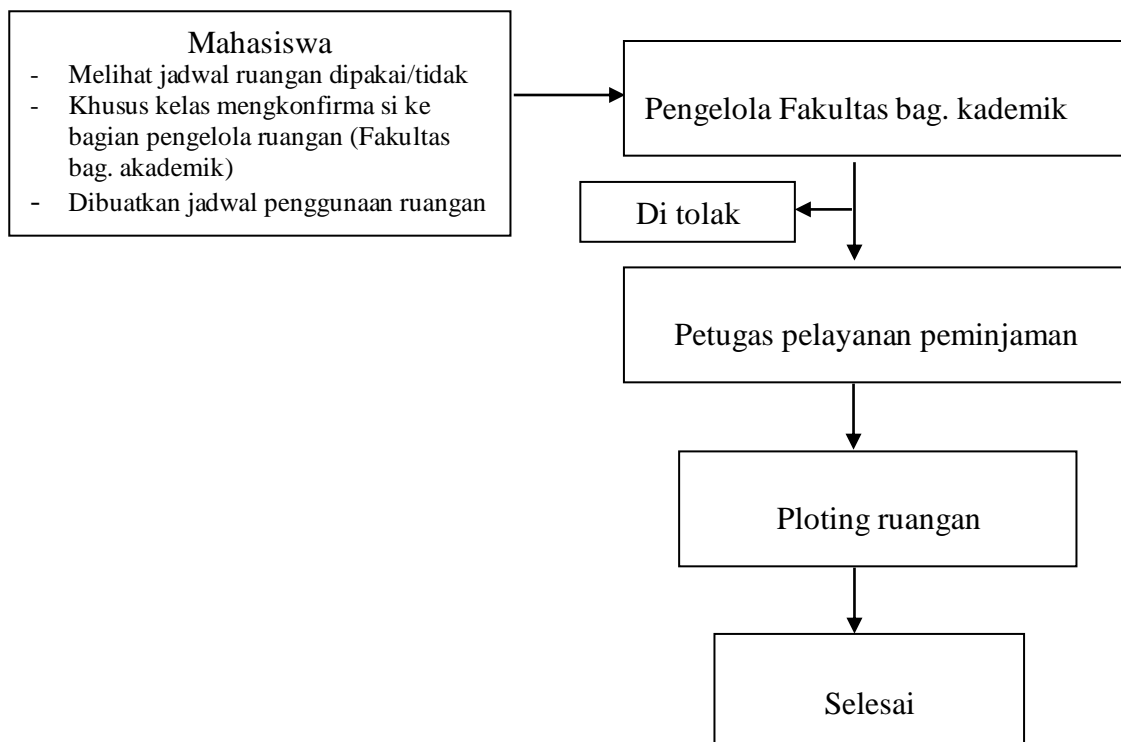 Mahasiswa
- Melihat jadwal ruangan dipakai/tidak
- Khusus kelas mengkonfirma si ke
bagian pengelola ruangan (Fakultas
bag. akademik)
- Dibuatkan jadwal penggunaan ruangan
Pengelola Fakultas bag. kademik
Di tolak
Petugas pelayanan peminjaman
Ploting ruangan
Selesai